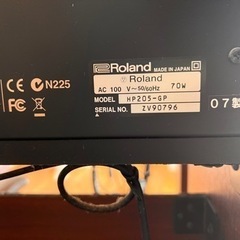 Roland MADE IN JAPAN
Roland
AC 100 V~50/60Hz 70W
MODEL HP205-GP
SERIAL NO. ZV90796
CE
N225
07製